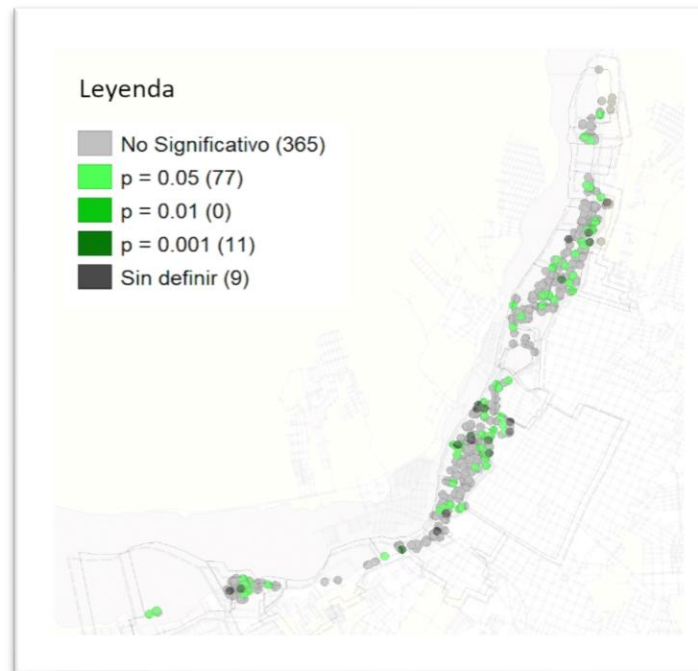 Leyenda
No Significativo (365)
p = 0.05 (77)
p = 0.01 (0)
p = 0.001 (11)
Sin definir (9)